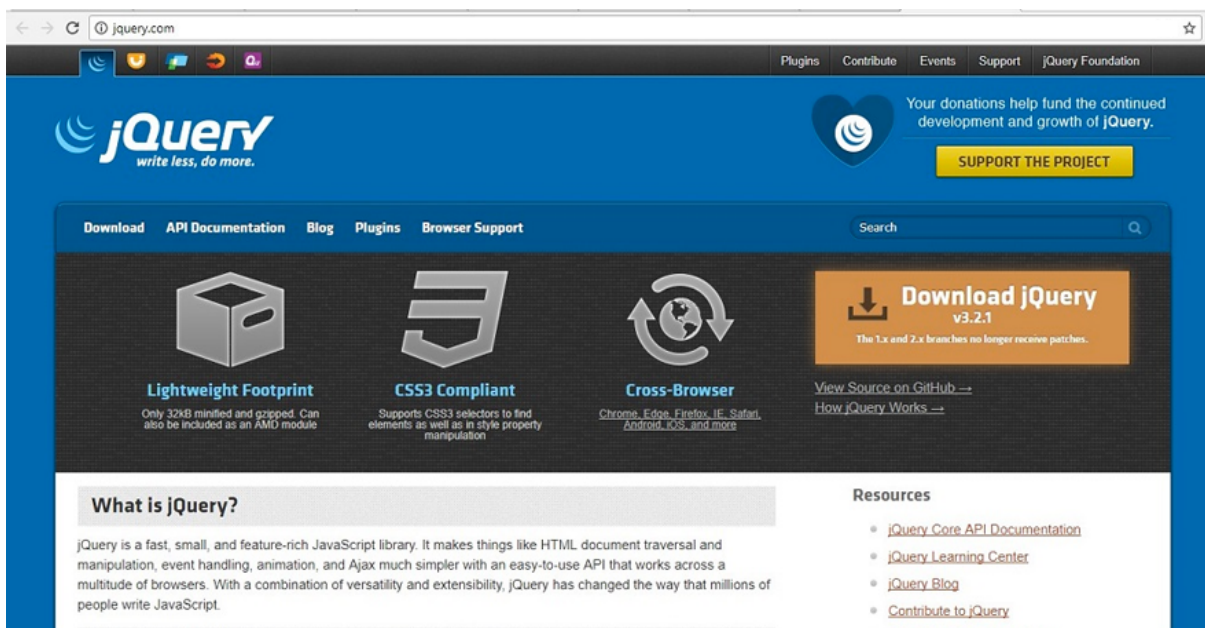 jquery.com
Plugins Contribute Events Support jQuery Foundation
jQuery
write less, do more.
Your donations help fund the continued
development and growth of jQuery.
SUPPORT THE PROJECT
Download API Documentation Blog Plugins Browser Support
Search
Lightweight Footprint
Only 32kB minified and gzipped. Can
also be included as an AMD module
CSS3 Compliant
Supports CSS3 selectors to find
elements as well as in style property
manipulation
Cross-Browser
Chrome, Edge, Firefox, IE, Safari,
Android, iOS, and more
Download jQuery
v3.2.1
The 1.x and 2.x branches no longer receive patches.
View Source on GitHub →
How jQuery Works →
What is jQuery?
jQuery is a fast, small, and feature-rich JavaScript library. It makes things like HTML document traversal and
manipulation, event handling, animation, and Ajax much simpler with an easy-to-use API that works across a
multitude of browsers. With a combination of versatility and extensibility, jQuery has changed the way that millions of
people write JavaScript.
Resources
jQuery Core API Documentation
jQuery Learning Center
jQuery Blog
Contribute to jQuery